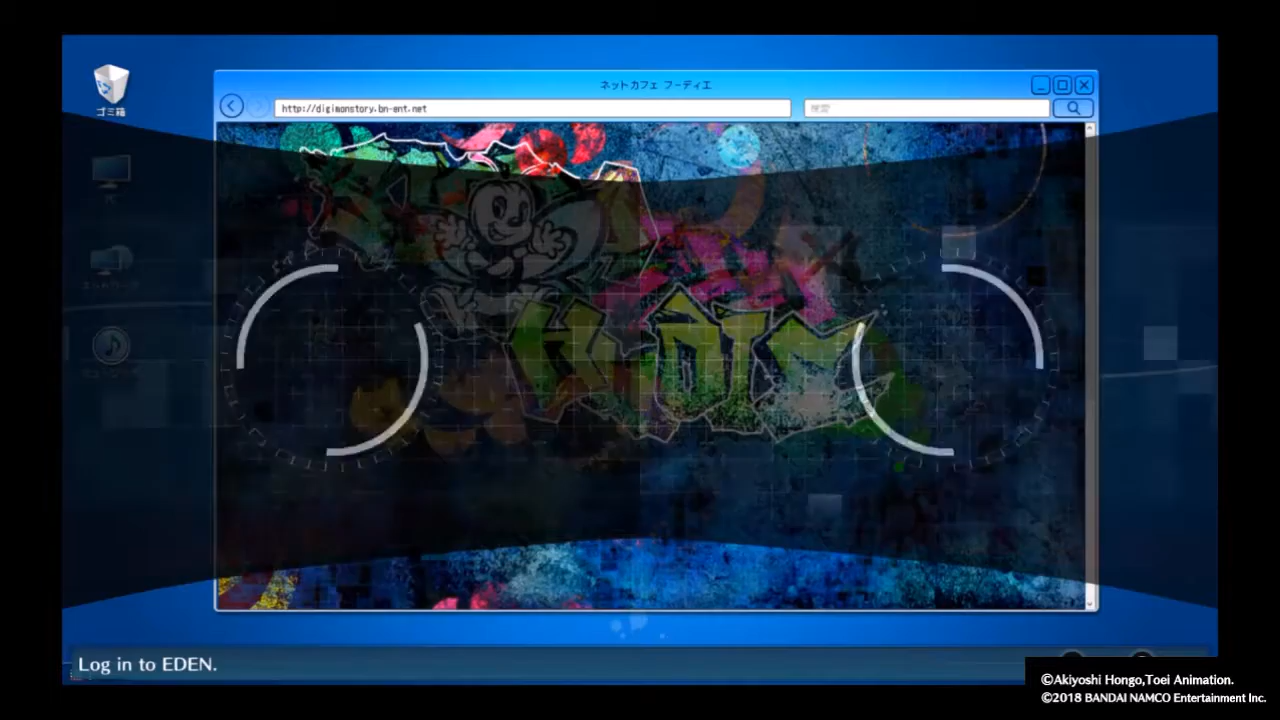 ネットカフェ フーディエ
http://digimonstory.bn-ent.net
検索
ゴミ箱
PC
Log in to EDEN.
©Akiyoshi Hongo,Toei Animation.
©2018 BANDAI NAMCO Entertainment Inc.